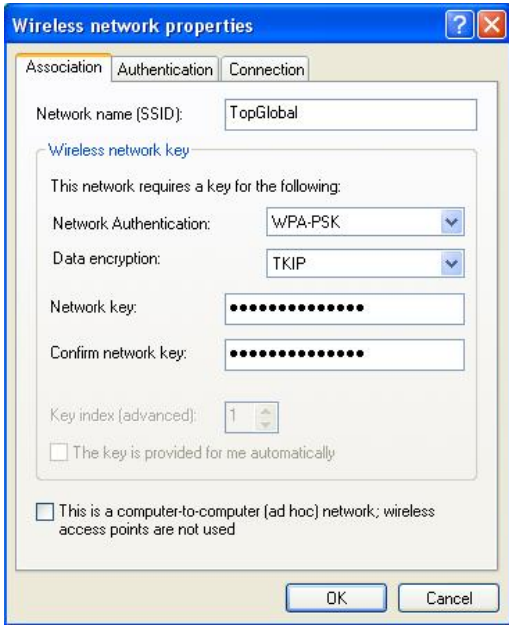 Wireless network properties
Association Authentication Connection
Network name (SSID): TopGlobal
Wireless network key
This network requires a key for the following:
Network Authentication: WPA-PSK
Data encryption: TKIP
Network key: ●●●●●●●●●●●●●●
Confirm network key: ●●●●●●●●●●●●●●
Key index (advanced): 1
The key is provided for me automatically
This is a computer-to-computer (ad hoc) network; wireless
access points are not used
OK Cancel